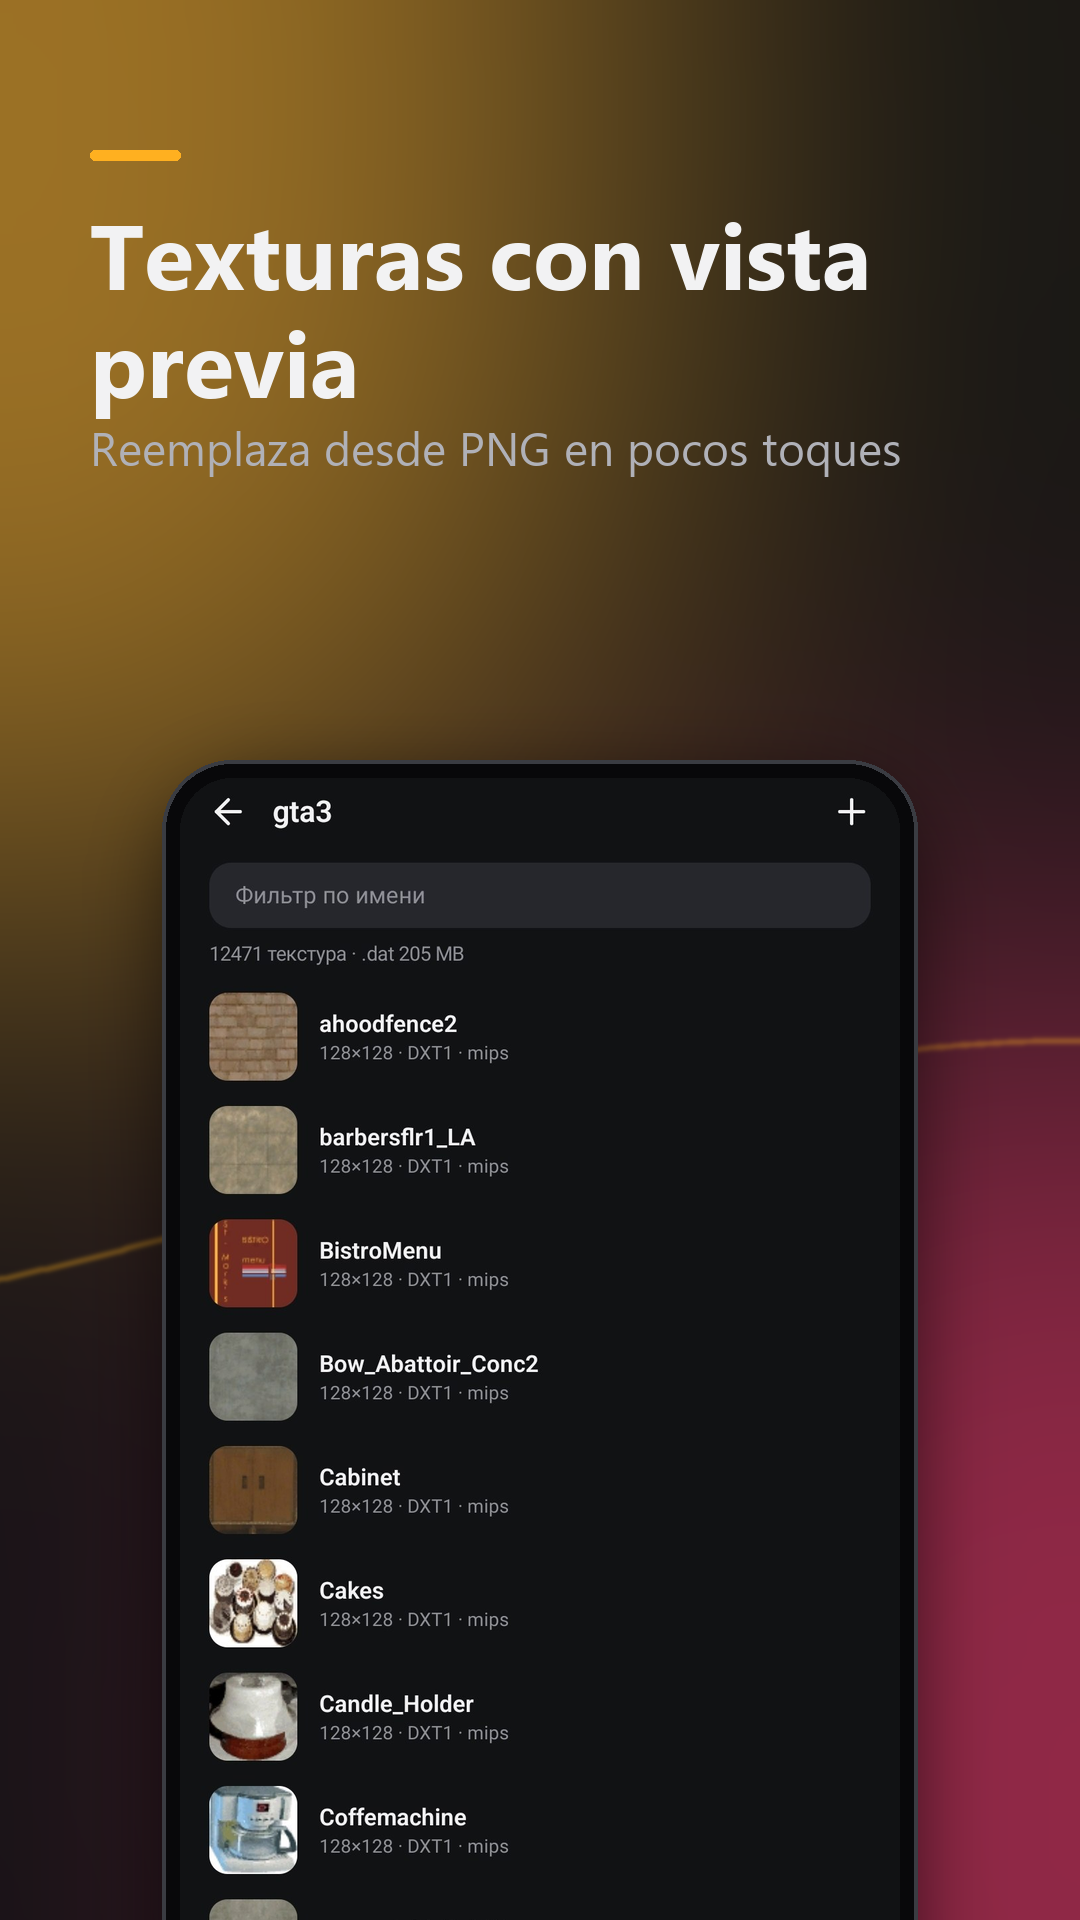 Texturas con vista
previa
Reemplaza desde PNG en pocos toques
gta3
Фильтр по имени
12471 текстура · .dat 205 MB
ahoodfence2
128×128 · DXT1 · mips
barbersflr1_LA
128×128 · DXT1 · mips
BISTRO
menu
BistroMenu
128×128 · DXT1 · mips
Bow_Abattoir_Conc2
128×128 · DXT1 · mips
Cabinet
128×128 · DXT1 · mips
Cakes
128×128 · DXT1 · mips
Candle_Holder
128×128 · DXT1 · mips
Coffemachine
128×128 · DXT1 · mips